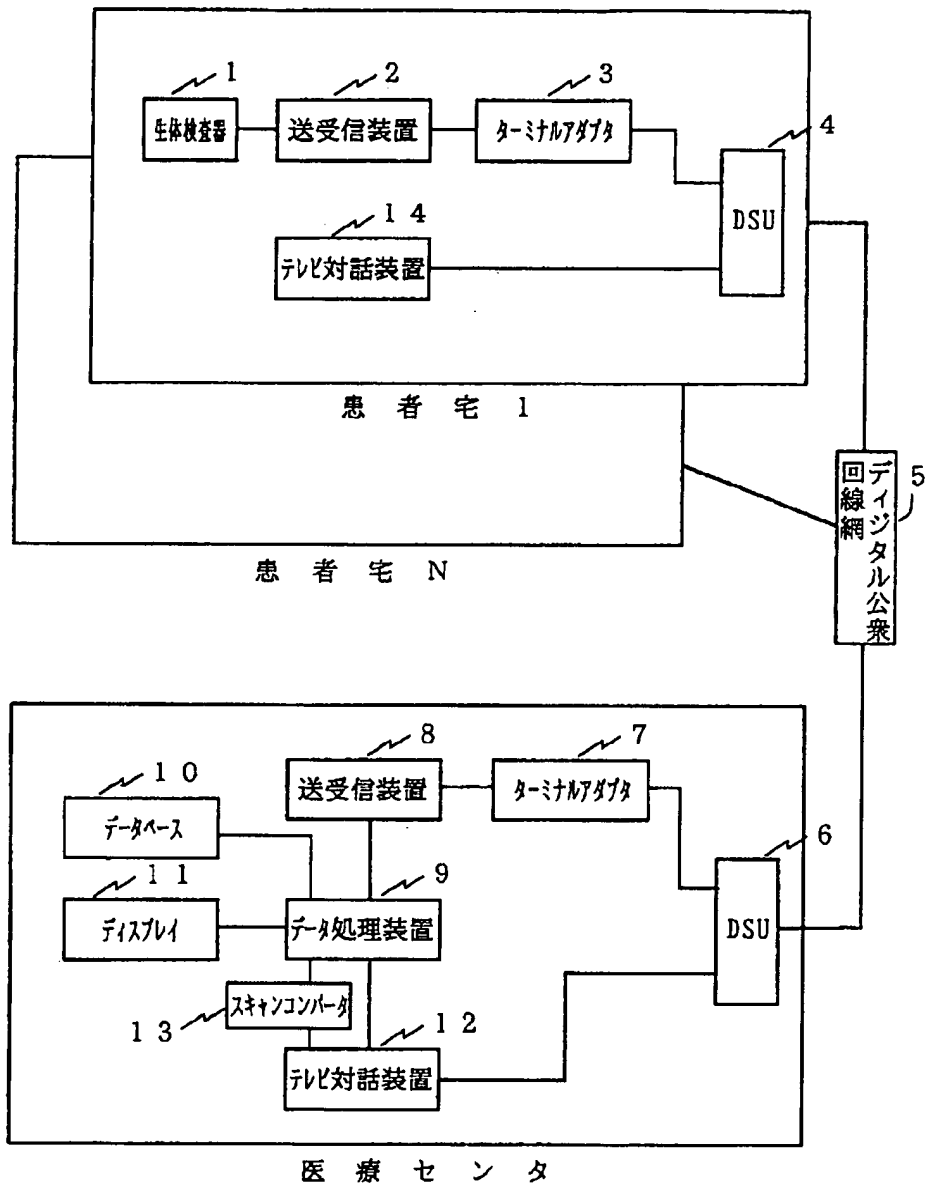 1
生体検査器
2
送受信装置
3
ターミナルアダプタ
4
DSU
14
テレビ対話装置
患者宅1
患者宅N
ディジタル公衆
回線網
5
8
送受信装置
7
ターミナルアダプタ
10
データベース
6
DSU
11
ディスプレイ
9
データ処理装置
スキャンコンバータ
13
12
テレビ対話装置
医療センタ